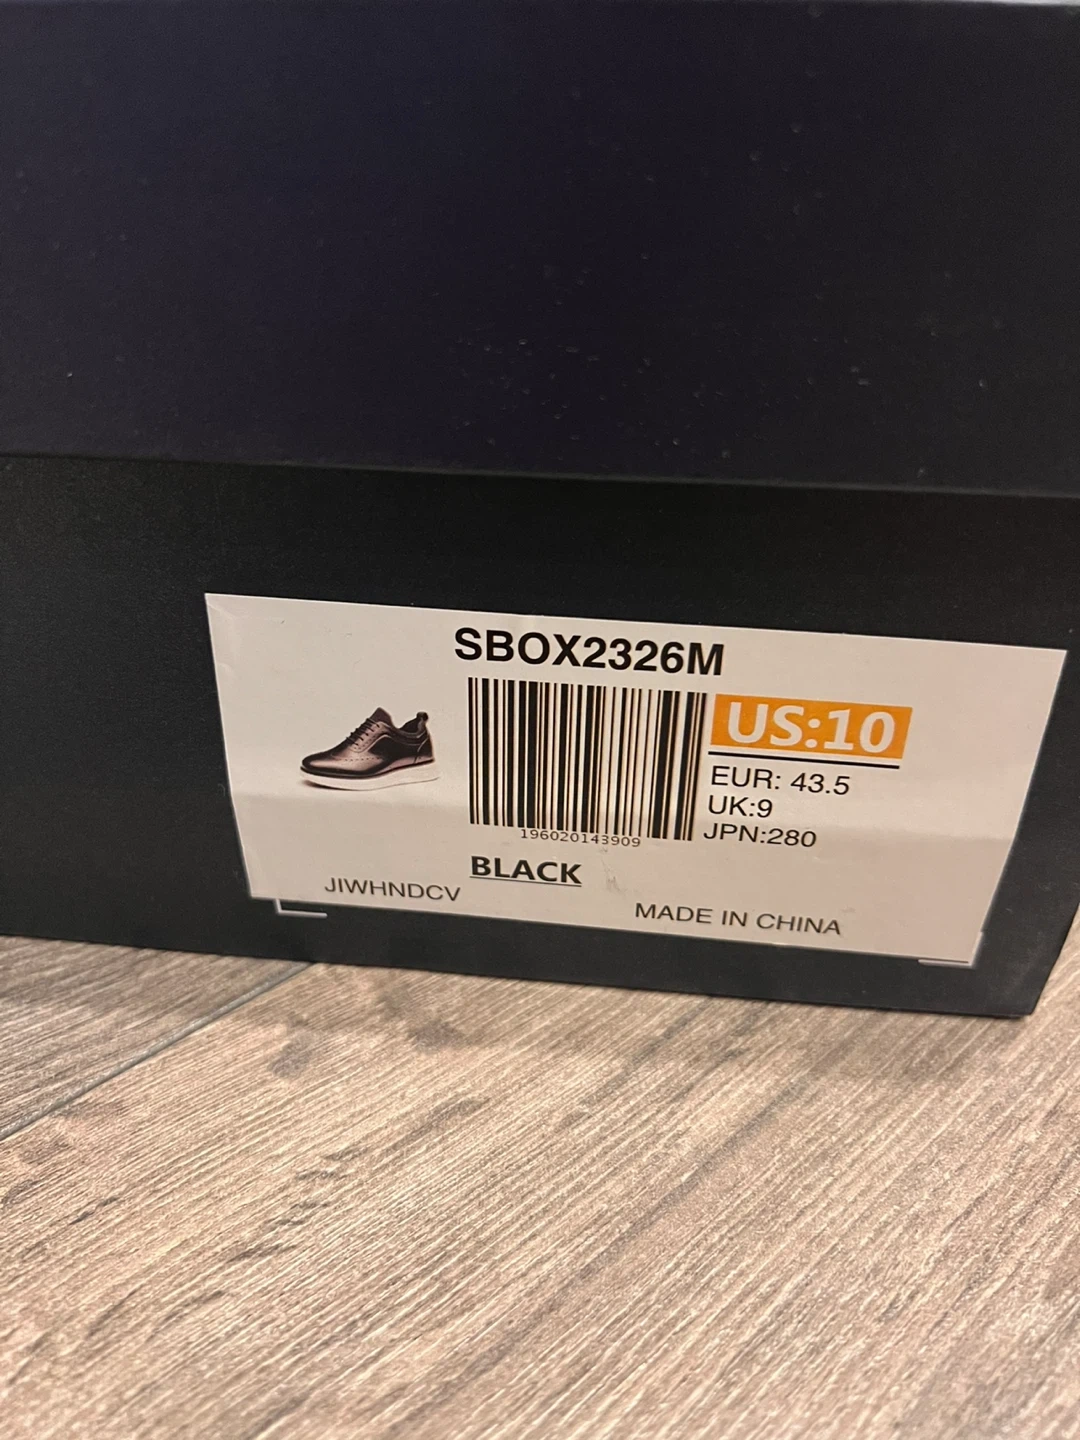 SBOX2326M
US:10
EUR: 43.5
UK:9
JPN:280
196020143909
BLACK
JIWHNDCV
MADE IN CHINA